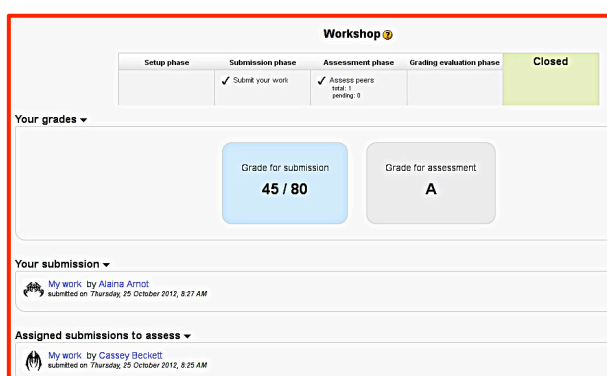 Workshop ?
Setup phase Submission phase Assessment phase Grading evaluation phase Closed
✓ Submit your work ✓ Assess peers
total: 1
pending: 0
Your grades
Grade for submission Grade for assessment
45 / 80 A
Your submission
My work by Alaina Arnot
submitted on Thursday, 25 October 2012, 8:27 AM
Assigned submissions to assess
My work by Cassey Beckett
submitted on Thursday, 25 October 2012, 8:25 AM